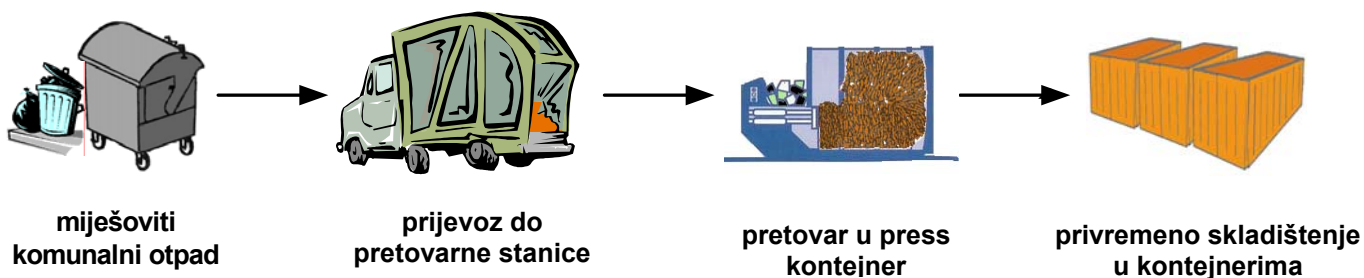 miješoviti
komunalni otpad
prijevoz do
pretovarne stanice
pretovar u press
kontejner
privremeno skladištenje
u kontejnerima